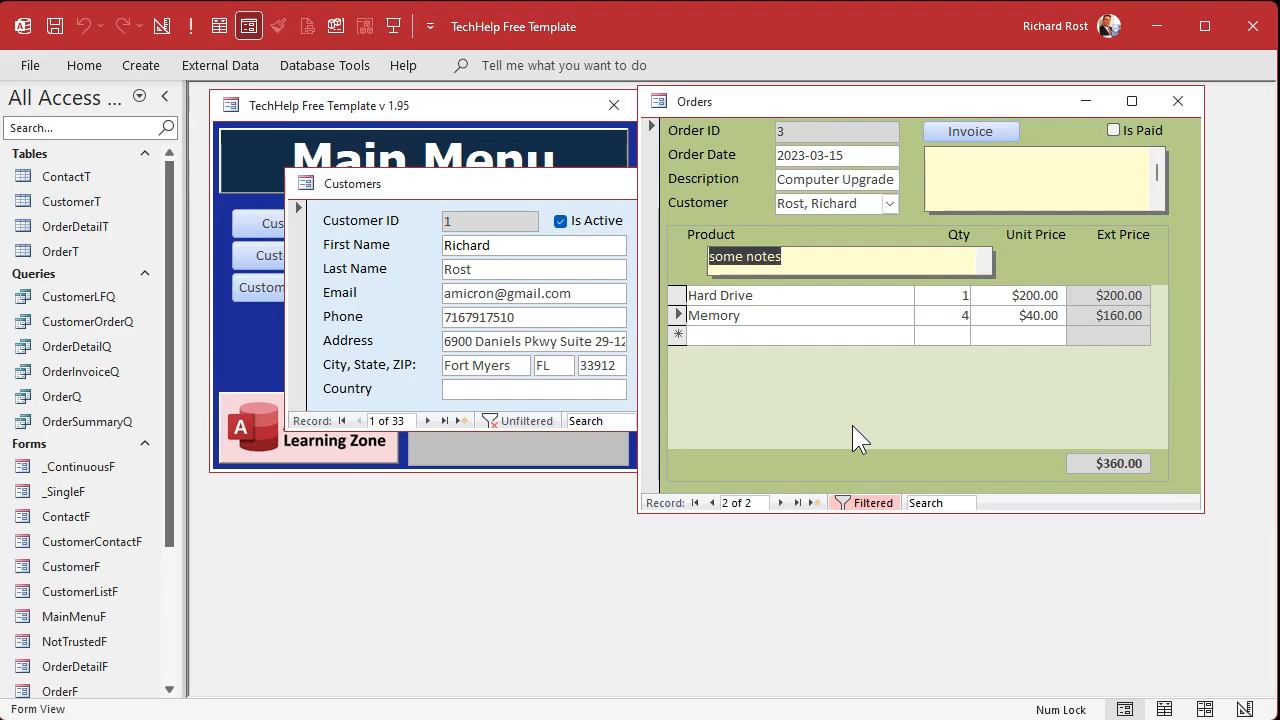 TechHelp Free Template
Richard Rost
File
Home
Create
External Data
Database Tools
Help
Tell me what you want to do
All Access ...
Search...
Tables
ContactT
CustomerT
OrderDetailT
OrderT
Queries
CustomerLFQ
CustomerOrderQ
OrderDetailQ
OrderInvoiceQ
OrderQ
OrderSummaryQ
Forms
_ContinuousF
_SingleF
ContactF
CustomerContactF
CustomerF
CustomerListF
MainMenuF
NotTrustedF
OrderDetailF
OrderF
TechHelp Free Template v 1.95
Main Menu
Cus
Custo
Custom
A
Learning Zone
Customers
Customer ID 1 Is Active
First Name Richard
Last Name Rost
Email amicron@gmail.com
Phone 7167917510
Address 6900 Daniels Pkwy Suite 29-12
City, State, ZIP: Fort Myers FL 33912
Country
Record: 1 of 33 Unfiltered Search
Orders
Order ID 3 Invoice Is Paid
Order Date 2023-03-15
Description Computer Upgrade
Customer Rost, Richard
Product Qty Unit Price Ext Price
some notes
Hard Drive 1 $200.00 $200.00
Memory 4 $40.00 $160.00
$360.00
Record: 2 of 2 Filtered Search
Form View
Num Lock